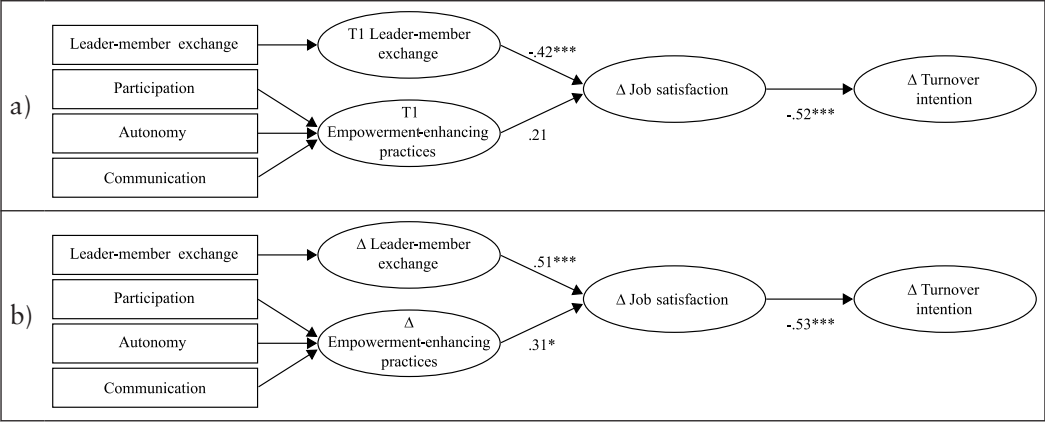 a)
Leader-member exchange
Participation
Autonomy
Communication
T1 Leader-member
exchange
T1
Empowerment-enhancing
practices
-.42***
.21
Δ Job satisfaction
-.52***
Δ Turnover
intention
b)
Leader-member exchange
Participation
Autonomy
Communication
Δ Leader-member
exchange
Δ
Empowerment-enhancing
practices
.51***
.31*
Δ Job satisfaction
-.53***
Δ Turnover
intention